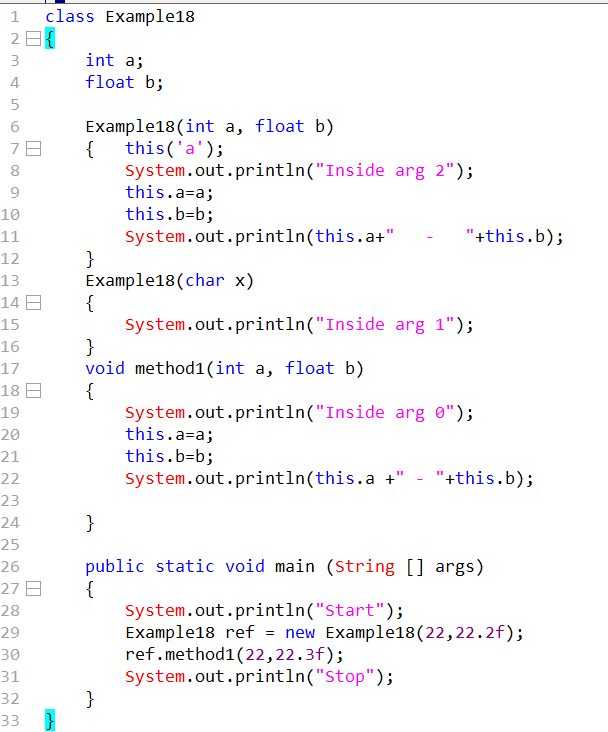 1 class Example18
2 {
3     int a;
4     float b;
5
6     Example18(int a, float b)
7     {   this('a');
8         System.out.println("Inside arg 2");
9         this.a=a;
10         this.b=b;
11         System.out.println(this.a+"   -   "+this.b);
12     }
13     Example18(char x)
14     {
15         System.out.println("Inside arg 1");
16     }
17     void method1(int a, float b)
18     {
19         System.out.println("Inside arg 0");
20         this.a=a;
21         this.b=b;
22         System.out.println(this.a +" - "+this.b);
23
24     }
25
26     public static void main (String [] args)
27     {
28         System.out.println("Start");
29         Example18 ref = new Example18(22,22.2f);
30         ref.method1(22,22.3f);
31         System.out.println("Stop");
32     }
33 }